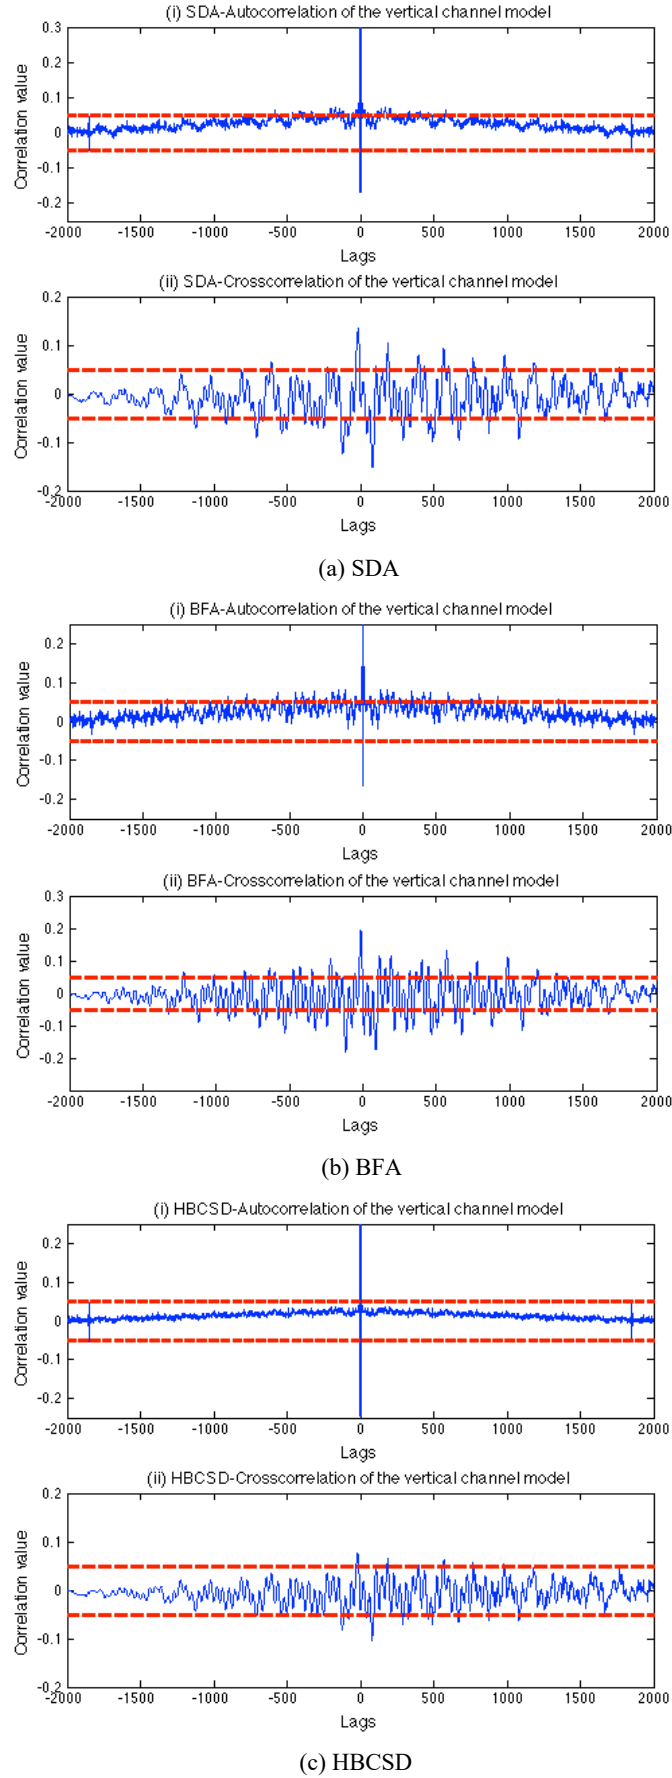 (i) SDA-Autocorrelation of the vertical channel model
0.3
0.2
0.1
0
-0.1
-0.2
Correlation value
-2000 -1500 -1000 -500 0 500 1000 1500 2000
Lags
(ii) SDA-Crosscorrelation of the vertical channel model
0.2
0.1
0
-0.1
-0.2
Correlation value
-2000 -1500 -1000 -500 0 500 1000 1500 2000
Lags
(a) SDA
(i) BFA-Autocorrelation of the vertical channel model
0.2
0.1
0
-0.1
-0.2
Correlation value
-2000 -1500 -1000 -500 0 500 1000 1500 2000
Lags
(ii) BFA-Crosscorrelation of the vertical channel model
0.3
0.2
0.1
0
-0.1
-0.2
Correlation value
-2000 -1500 -1000 -500 0 500 1000 1500 2000
Lags
(b) BFA
(i) HBCSD-Autocorrelation of the vertical channel model
0.2
0.1
0
-0.1
-0.2
Correlation value
-2000 -1500 -1000 -500 0 500 1000 1500 2000
Lags
(ii) HBCSD-Crosscorrelation of the vertical channel model
0.2
0.1
0
-0.1
-0.2
Correlation value
-2000 -1500 -1000 -500 0 500 1000 1500 2000
Lags
(c) HBCSD